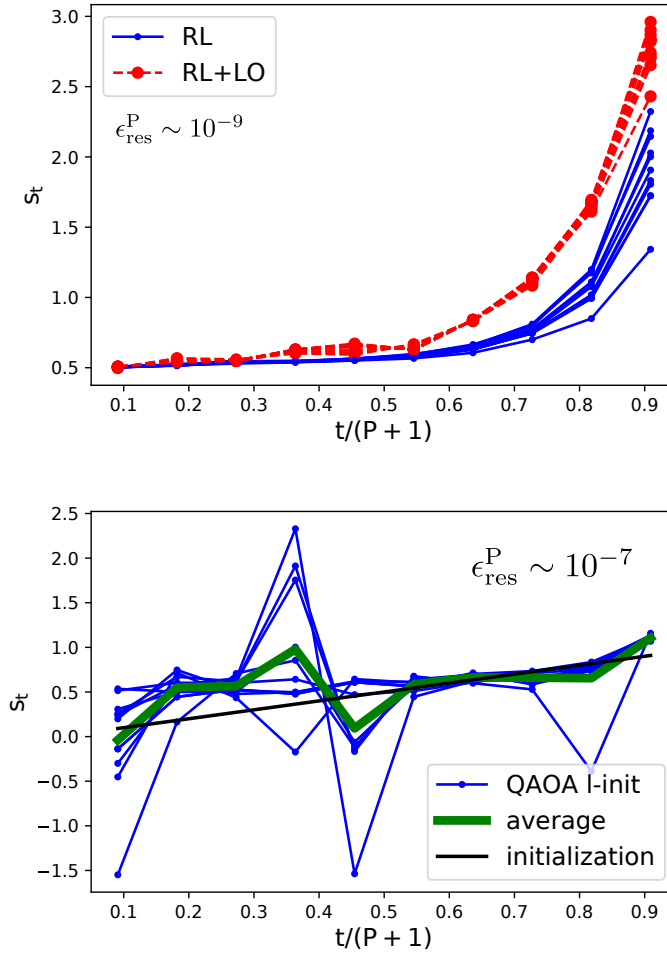 3.0
2.5
2.0
1.5
1.0
0.5
s_t
RL
RL+LO
ϵ_res^P ∼ 10^−9
0.1 0.2 0.3 0.4 0.5 0.6 0.7 0.8 0.9
t/(P + 1)
2.5
2.0
1.5
1.0
0.5
0.0
−0.5
−1.0
−1.5
s_t
ϵ_res^P ∼ 10^−7
QAOA l-init
average
initialization
0.1 0.2 0.3 0.4 0.5 0.6 0.7 0.8 0.9
t/(P + 1)